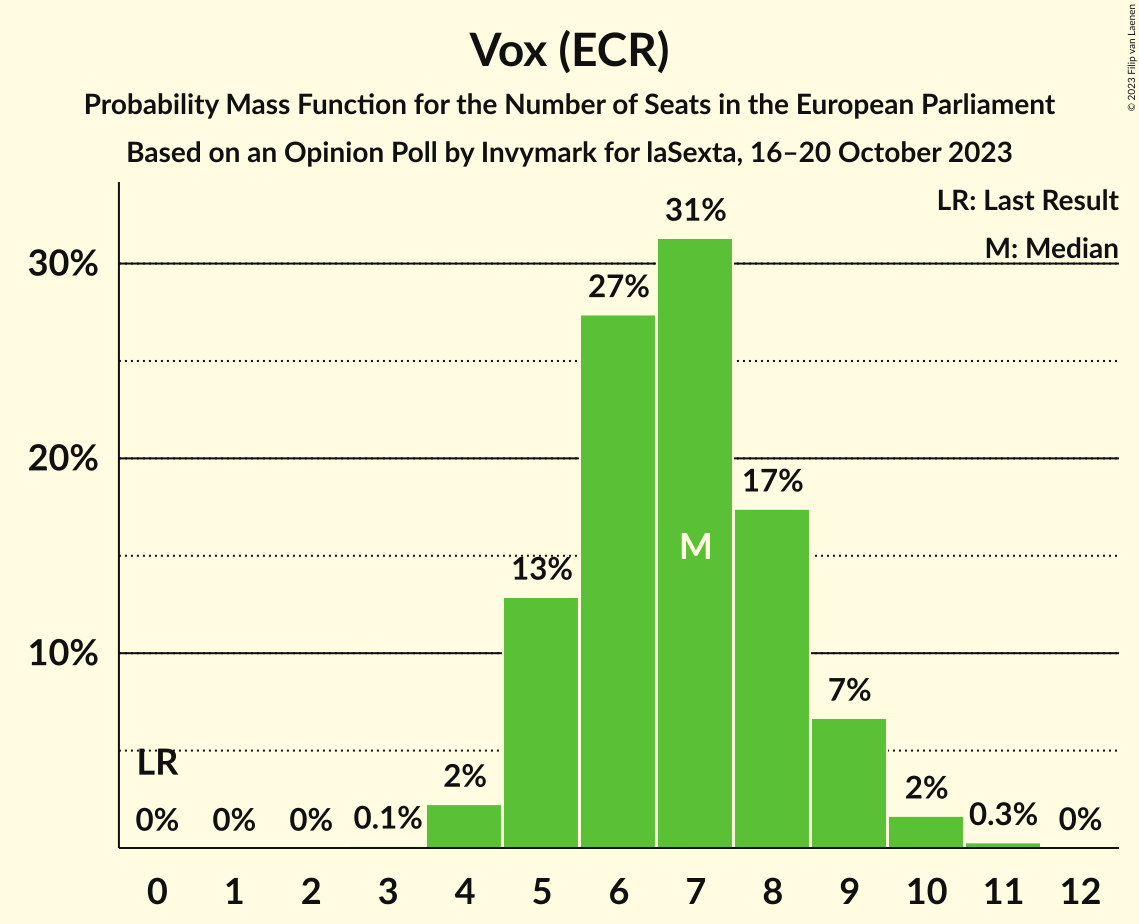 Vox (ECR)
Probability Mass Function for the Number of Seats in the European Parliament
Based on an Opinion Poll by Invymark for laSexta, 16–20 October 2023
© 2023 Filip van Laenen
LR: Last Result
M: Median
30%
20%
10%
LR
0%
0%
0%
0.1%
2%
13%
27%
31%
M
17%
7%
2%
0.3%
0%
0 1 2 3 4 5 6 7 8 9 10 11 12